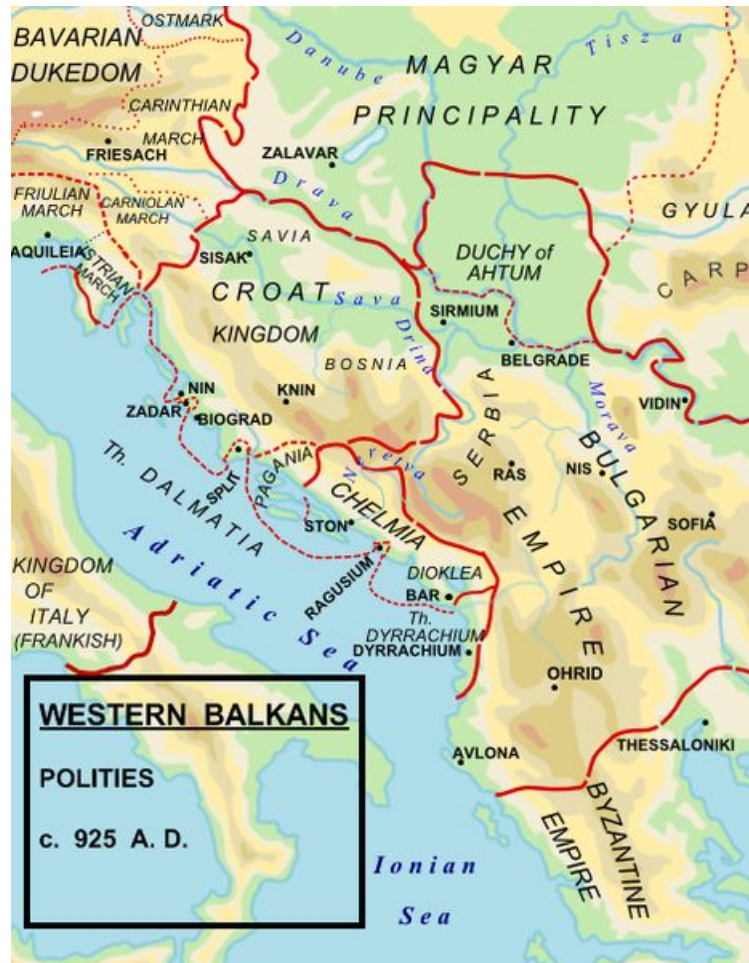 OSTMARK
BAVARIAN
DUKEDOM
Danube
Tisza
MAGYAR
PRINCIPALITY
CARINTHIAN
MARCH
FRIESACH
ZALAVAR
Drava
FRIULIAN
MARCH
CARNIOLAN
MARCH
GYULA
AQUILEIA
ISTRIAN
MARCH
SAVIA
SISAK
DUCHY of
AHTUM
CARP
CROAT
KINGDOM
Sava
SIRMIUM
Drina
BELGRADE
BOSNIA
NIN
ZADAR
BIOGRAD
KNIN
SERBIA
Morava
VIDIN
Th. DALMATIA
SPLIT
PAGANIA
RAS
NIS
BULGARIAN
EMPIRE
CHELMIA
STON
SOFIA
Adriatic Sea
RAGUSIUM
KINGDOM
OF
ITALY
(FRANKISH)
DIOKLEA
BAR
Th.
DYRRACHIUM
DYRRACHIUM
OHRID
WESTERN BALKANS
POLITIES
c. 925 A. D.
AVLONA
THESSALONIKI
BYZANTINE
EMPIRE
Ionian
Sea